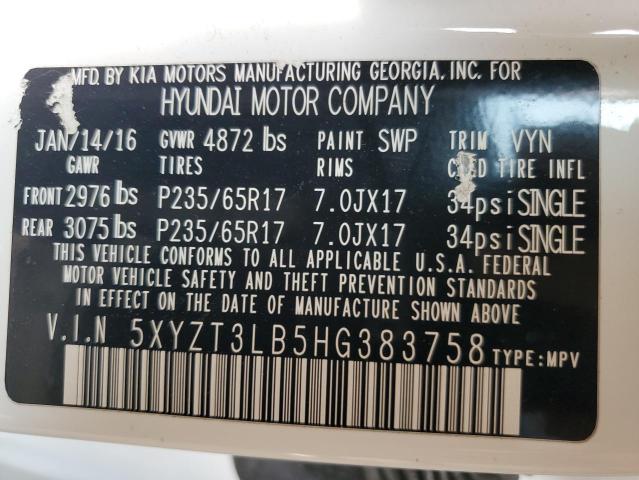 MFD. BY KIA MOTORS MANUFACTURING GEORGIA, INC. FOR
HYUNDAI MOTOR COMPANY
JAN/14/16 GVWR 4872 lbs PAINT SWP TRIM VYN
GAWR TIRES RIMS COLD TIRE INFL
FRONT 2976 lbs P235/65R17 7.0JX17 34psi SINGLE
REAR 3075 lbs P235/65R17 7.0JX17 34psi SINGLE
THIS VEHICLE CONFORMS TO ALL APPLICABLE U.S.A. FEDERAL
MOTOR VEHICLE SAFETY AND THEFT PREVENTION STANDARDS
IN EFFECT ON THE DATE OF MANUFACTURE SHOWN ABOVE
V.I.N 5XYZT3LB5HG383758 TYPE:MPV